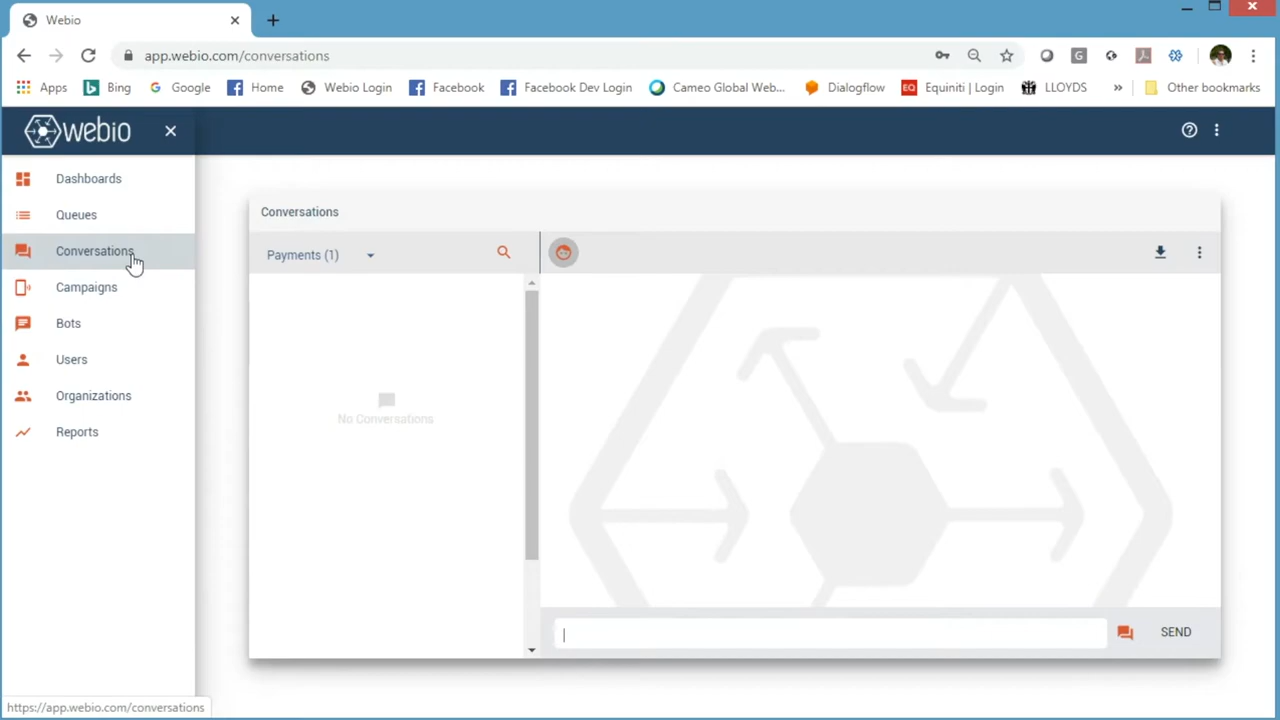 Webio
app.webio.com/conversations
Apps
Bing
Google
Home
Webio Login
Facebook
Facebook Dev Login
Cameo Global Web...
Dialogflow
EQ
Equiniti | Login
LLOYDS
»
Other bookmarks
webio
Dashboards
Queues
Conversations
Campaigns
Bots
Users
Organizations
Reports
Conversations
Payments (1)
No Conversations
SEND
https://app.webio.com/conversations